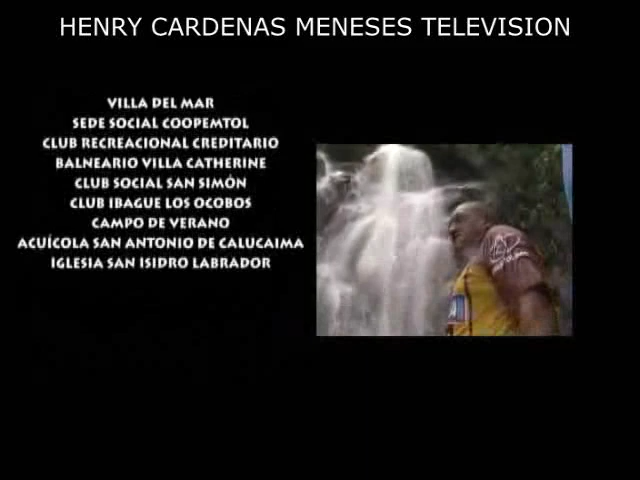 HENRY CARDENAS MENESES TELEVISION
VILLA DEL MAR
SEDE SOCIAL COOPEMTOL
CLUB RECREACIONAL CREDITARIO
BALNEARIO VILLA CATHERINE
CLUB SOCIAL SAN SIMÓN
CLUB IBAGUE LOS OCOBOS
CAMPO DE VERANO
ACUÍCOLA SAN ANTONIO DE CALUCAIMA
IGLESIA SAN ISIDRO LABRADOR